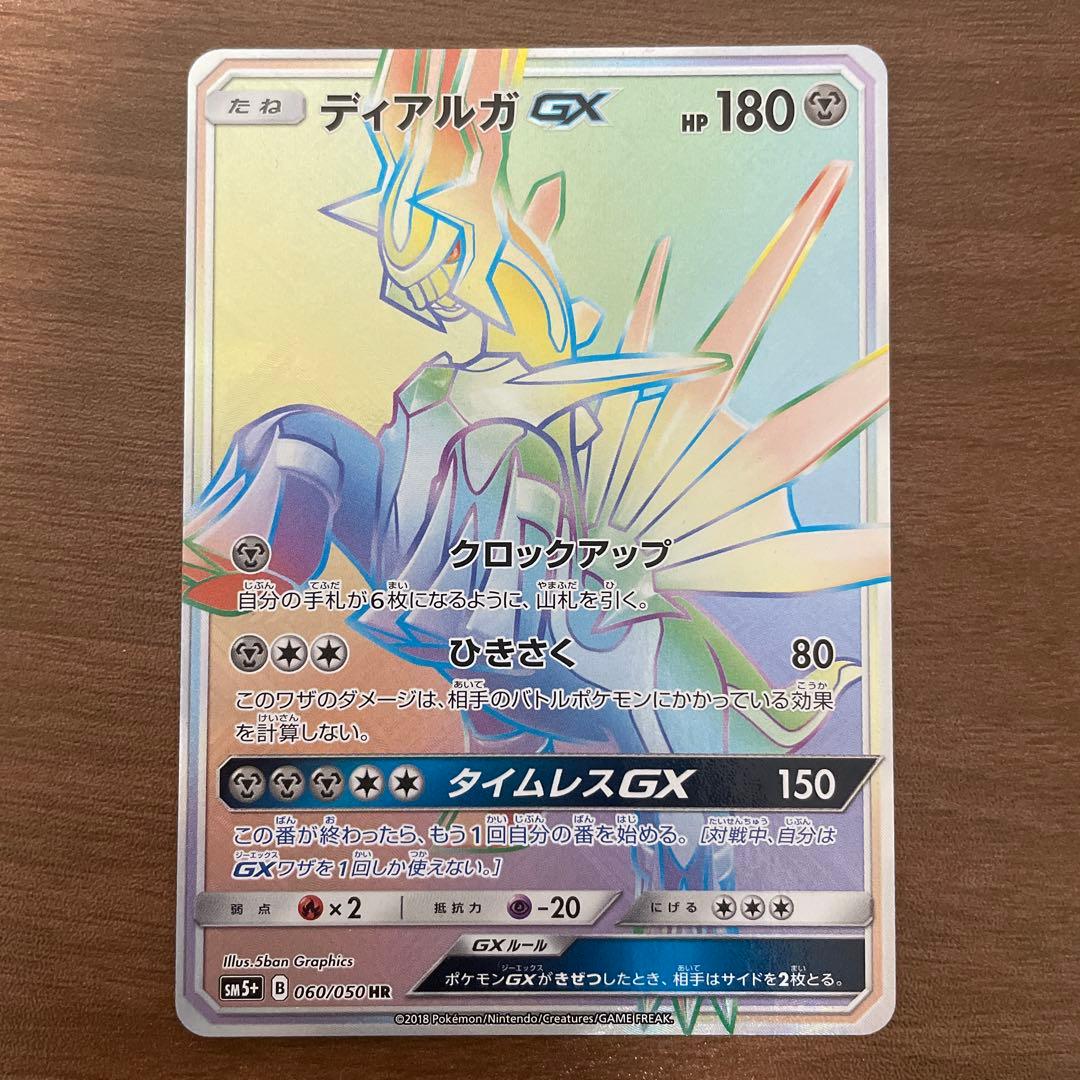 たね ディアルガGX HP 180
クロックアップ
自分の手札が6枚になるように、山札を引く。
ひきさく 80
このワザのダメージは、相手のバトルポケモンにかかっている効果
を計算しない。
タイムレスGX 150
この番が終わったら、もう1回自分の番を始める。[対戦中、自分は
GXワザを1回しか使えない。]
弱点 ×2 抵抗力 -20 にげる
GXルール
ポケモンGXがきぜつしたとき、相手はサイドを2枚とる。
Illus.5ban Graphics
SM5+ B 060/050 HR
©2018 Pokémon/Nintendo/Creatures/GAME FREAK.